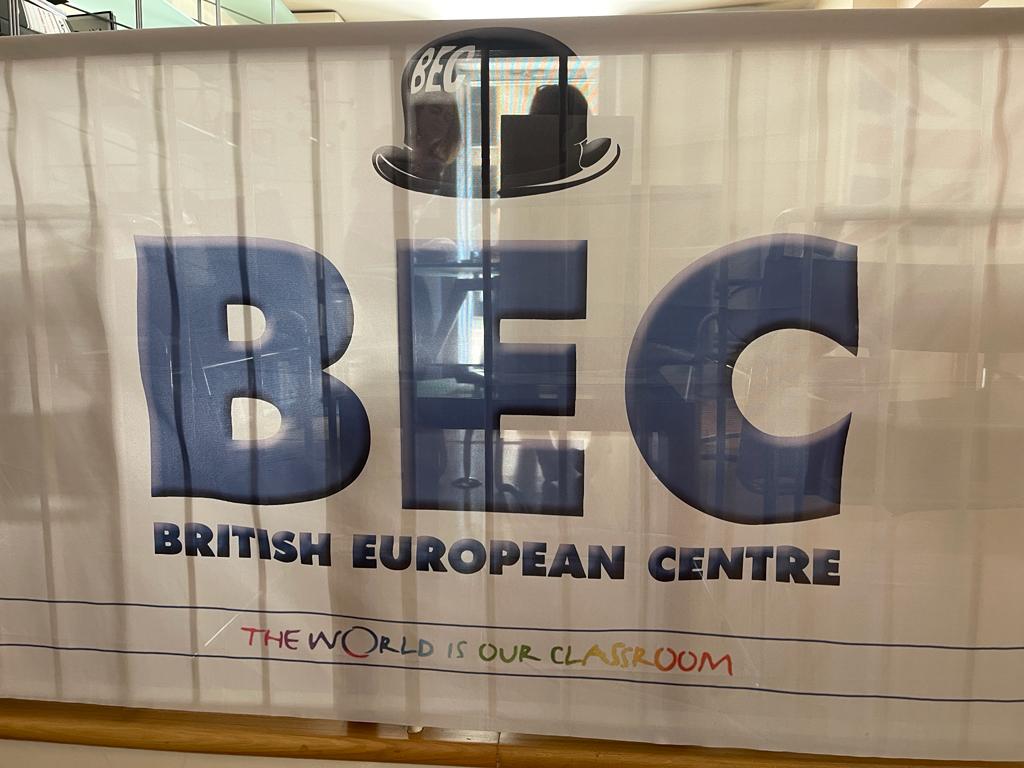 BEC
BEC
BRITISH EUROPEAN CENTRE
THE WORLD IS OUR CLASSROOM